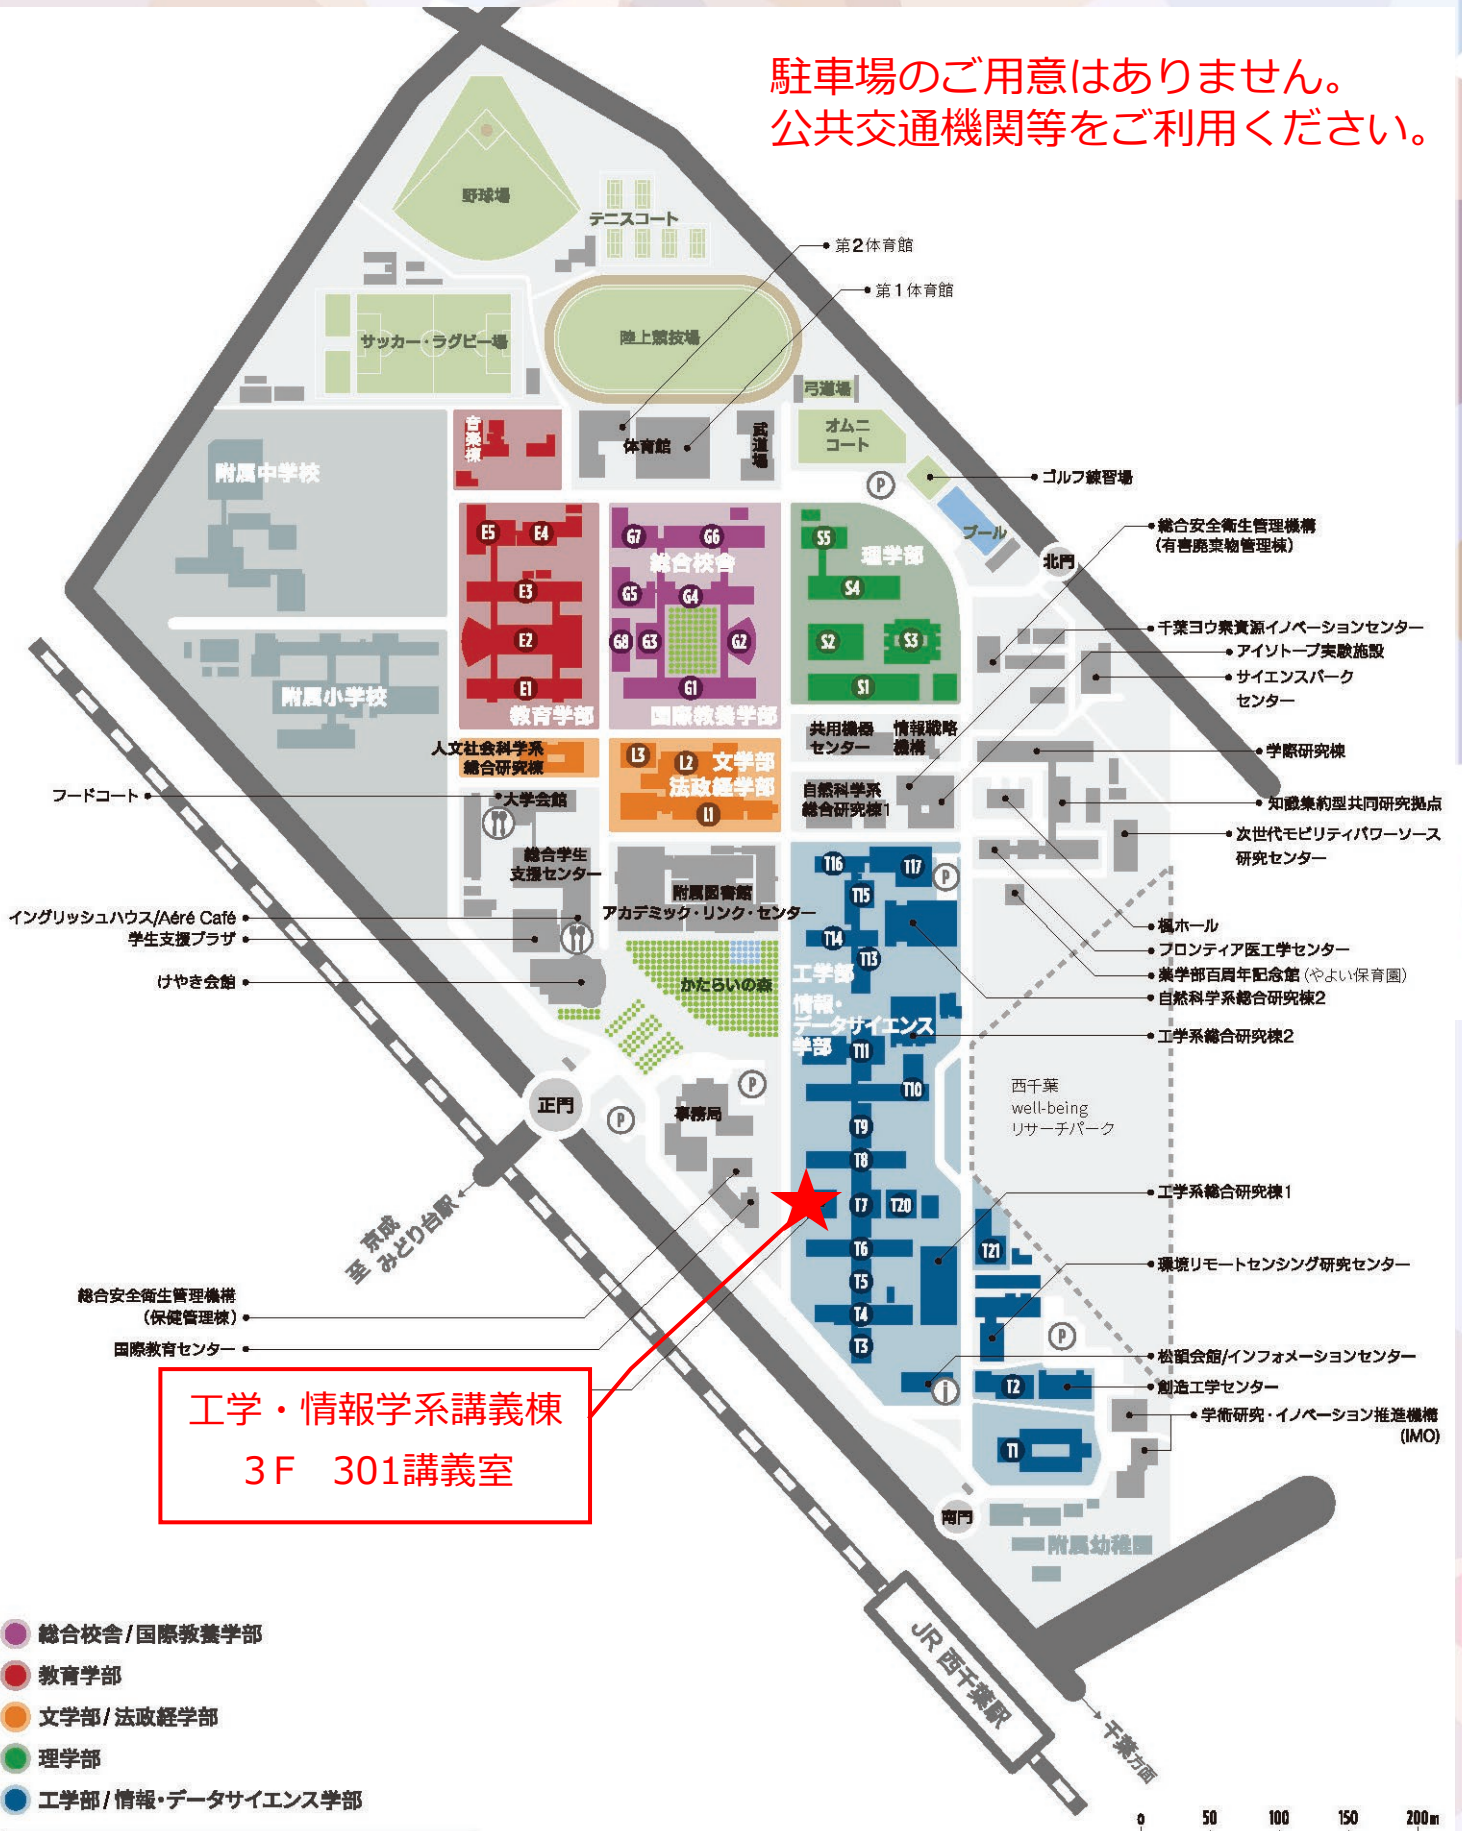 駐車場のご用意はありません。
公共交通機関等をご利用ください。
野球場
テニスコート
第2体育館
第1体育館
サッカー・ラグビー場
陸上競技場
弓道場
音楽棟
体育館
武道場
オムニ
コート
附属中学校
P
ゴルフ練習場
プール
北門
総合安全衛生管理機構
(有害廃棄物管理棟)
E5
E4
G7
G6
総合校舎
S5
理学部
E3
G5
G4
S4
千葉ヨウ素資源イノベーションセンター
アイソトープ実験施設
サイエンスパーク
センター
E2
G8
G3
G2
S2
S3
附属小学校
E1
教育学部
G1
国際教養学部
S1
人文社会科学系
総合研究棟
L3
L2
文学部
法政経学部
L1
共用機器
センター
情報戦略
機構
学際研究棟
自然科学系
総合研究棟1
知識集約型共同研究拠点
次世代モビリティパワーソース
研究センター
フードコート
大学会館
総合学生
支援センター
附属図書館
アカデミック・リンク・センター
T16
T17
P
T15
イングリッシュハウス/Aéré Café
学生支援プラザ
けやき会館
かたらいの森
T14
T13
工学部
情報・
データサイエンス
学部
楓ホール
フロンティア医工学センター
薬学部百周年記念館(やよい保育園)
自然科学系総合研究棟2
工学系総合研究棟2
T11
T10
西千葉
well-being
リサーチパーク
正門
P
P
事務局
T9
T8
T7
T20
工学系総合研究棟1
至 京成
みどり台駅
T6
T21
環境リモートセンシング研究センター
T5
T4
T3
P
総合安全衛生管理機構
(保健管理棟)
国際教育センター
松韻会館/インフォメーションセンター
i
T2
創造工学センター
学術研究・イノベーション推進機構
(IMO)
T1
工学・情報学系講義棟
3F 301講義室
南門
附属幼稚園
JR 西千葉駅
千葉方面
総合校舎/国際教養学部
教育学部
文学部/法政経学部
理学部
工学部/情報・データサイエンス学部
0 50 100 150 200m